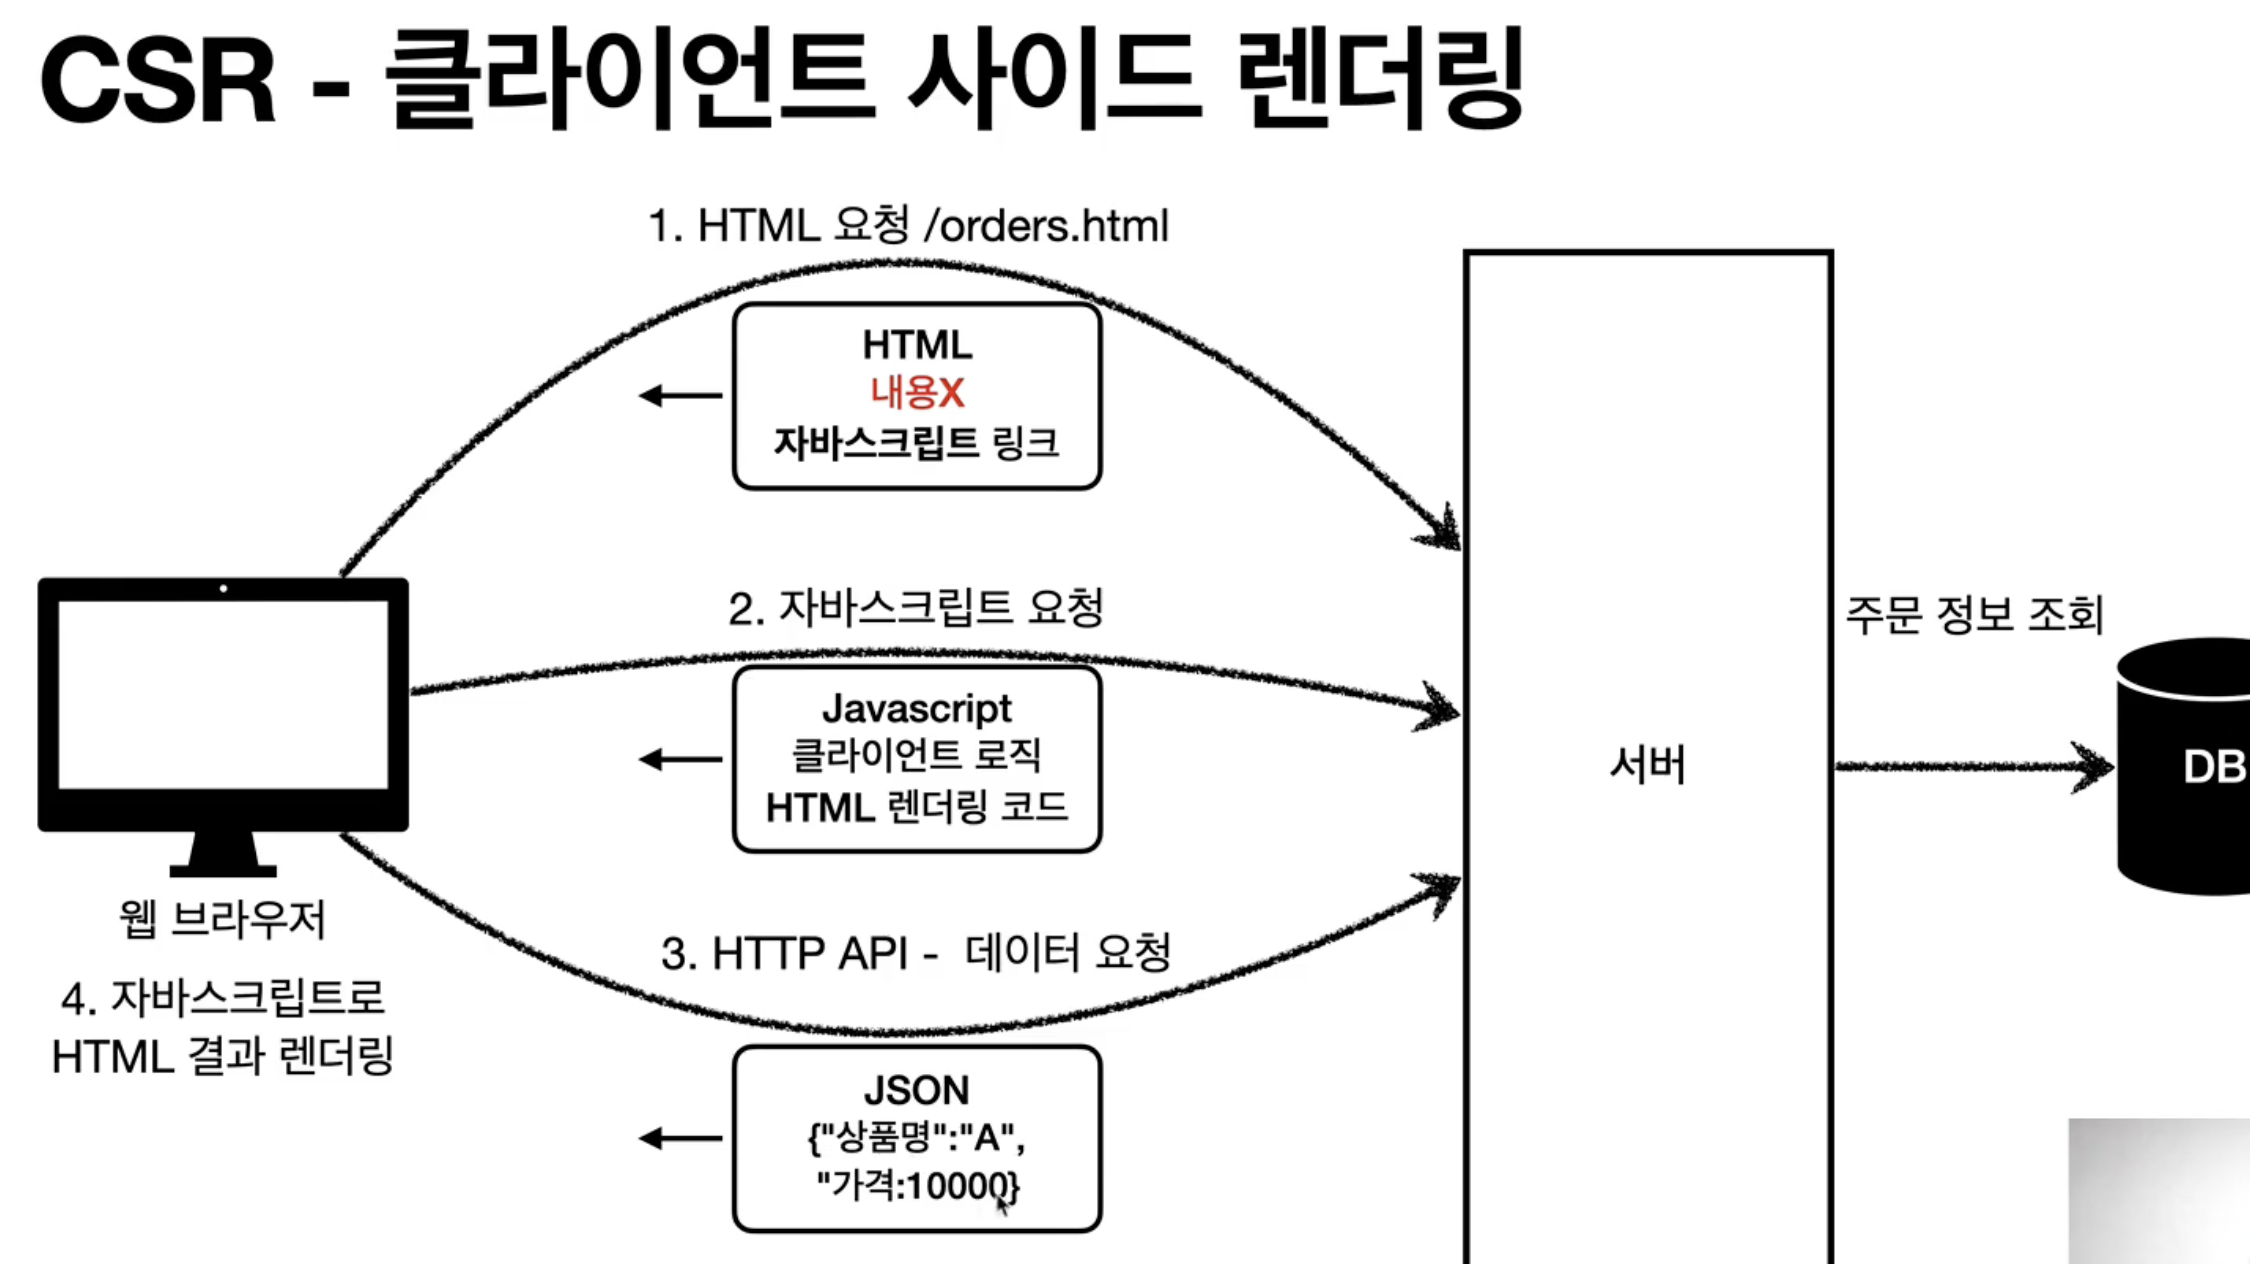 CSR - 클라이언트 사이드 렌더링
1. HTML 요청 /orders.html
HTML
내용X
자바스크립트 링크
2. 자바스크립트 요청
Javascript
클라이언트 로직
HTML 렌더링 코드
주문 정보 조회
서버
DB
웹 브라우저
3. HTTP API - 데이터 요청
4. 자바스크립트로
HTML 결과 렌더링
JSON
{"상품명":"A",
"가격:10000}